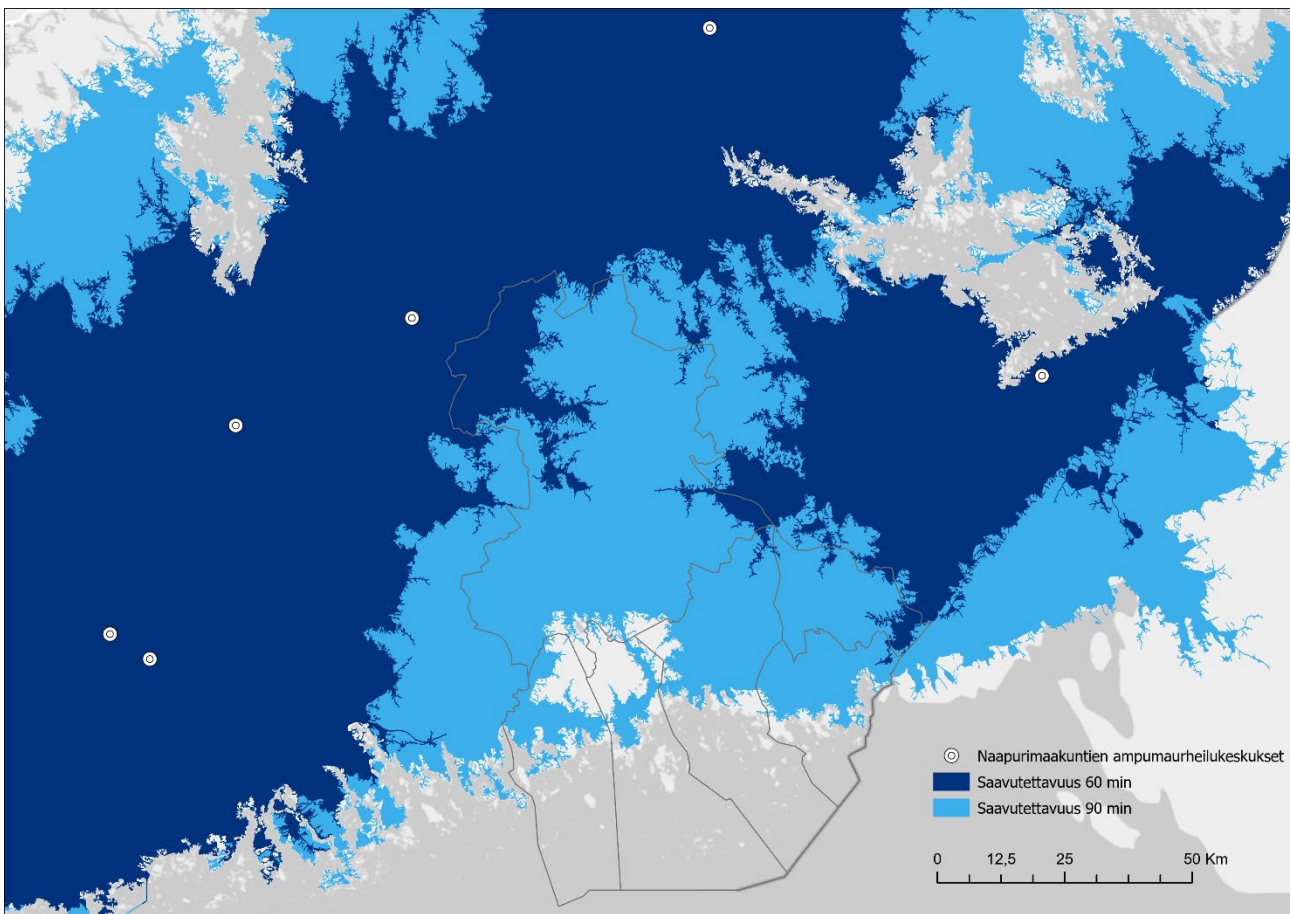 Naapurimaakuntien ampumaurheilukeskukset
Saavutettavuus 60 min
Saavutettavuus 90 min
0 12,5 25 50 Km